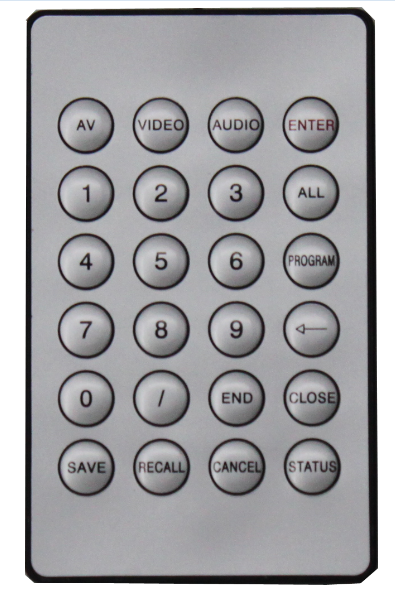 AV VIDEO AUDIO ENTER
1 2 3 ALL
4 5 6 PROGRAM
7 8 9 ←
0 / END CLOSE
SAVE RECALL CANCEL STATUS